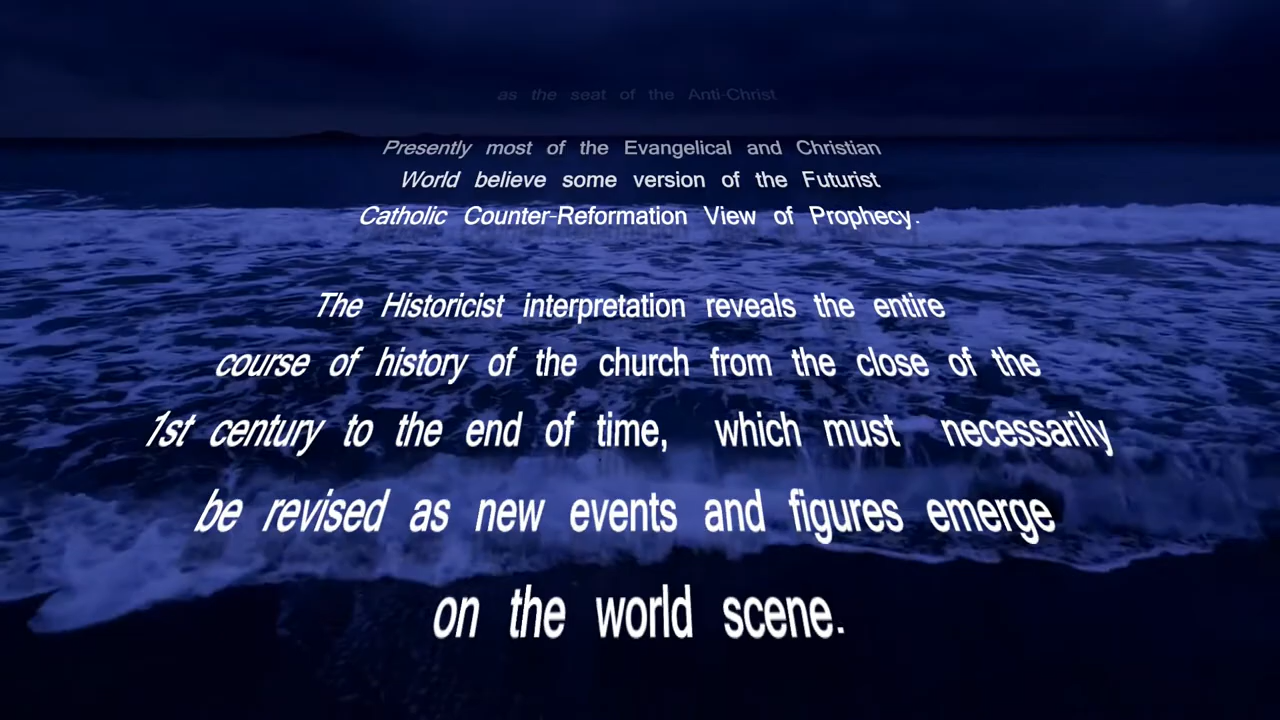 as the seat of the Anti-Christ.
Presently most of the Evangelical and Christian
World believe some version of the Futurist
Catholic Counter-Reformation View of Prophecy.
The Historicist interpretation reveals the entire
course of history of the church from the close of the
1st century to the end of time, which must necessarily
be revised as new events and figures emerge
on the world scene.